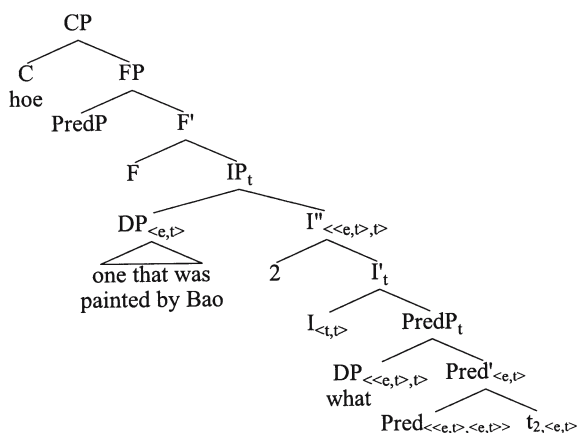 CP
C FP
hoe
PredP F'
F IPt
DP<e,t> I''<<e,t>,t>
one that was 2 I't
painted by Bao
I<t,t> PredPt
DP<<e,t>,t> Pred'<e,t>
what
Pred<<e,t>,<e,t>> t2,<e,t>